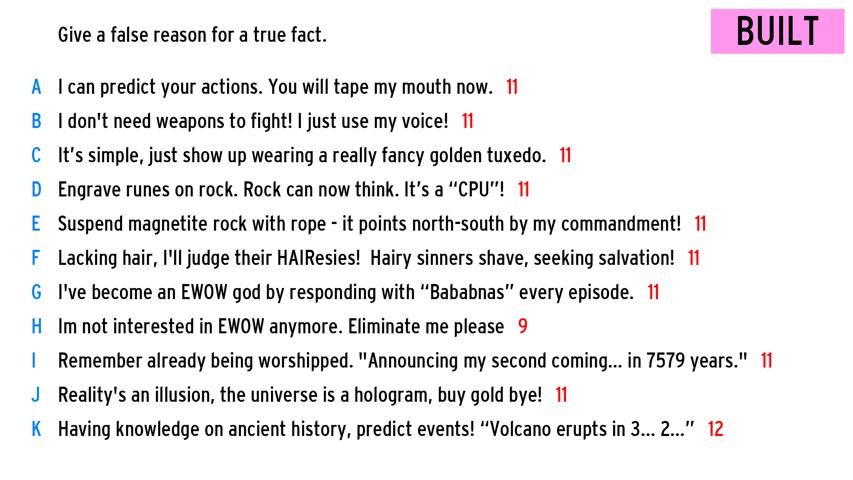 Give a false reason for a true fact.
BUILT
A I can predict your actions. You will tape my mouth now. 11
B I don't need weapons to fight! I just use my voice! 11
C It’s simple, just show up wearing a really fancy golden tuxedo. 11
D Engrave runes on rock. Rock can now think. It’s a “CPU”! 11
E Suspend magnetite rock with rope - it points north-south by my commandment! 11
F Lacking hair, I'll judge their HAIResies! Hairy sinners shave, seeking salvation! 11
G I've become an EWOW god by responding with “Bababnas” every episode. 11
H Im not interested in EWOW anymore. Eliminate me please 9
I Remember already being worshipped. "Announcing my second coming... in 7579 years." 11
J Reality's an illusion, the universe is a hologram, buy gold bye! 11
K Having knowledge on ancient history, predict events! “Volcano erupts in 3... 2...” 12